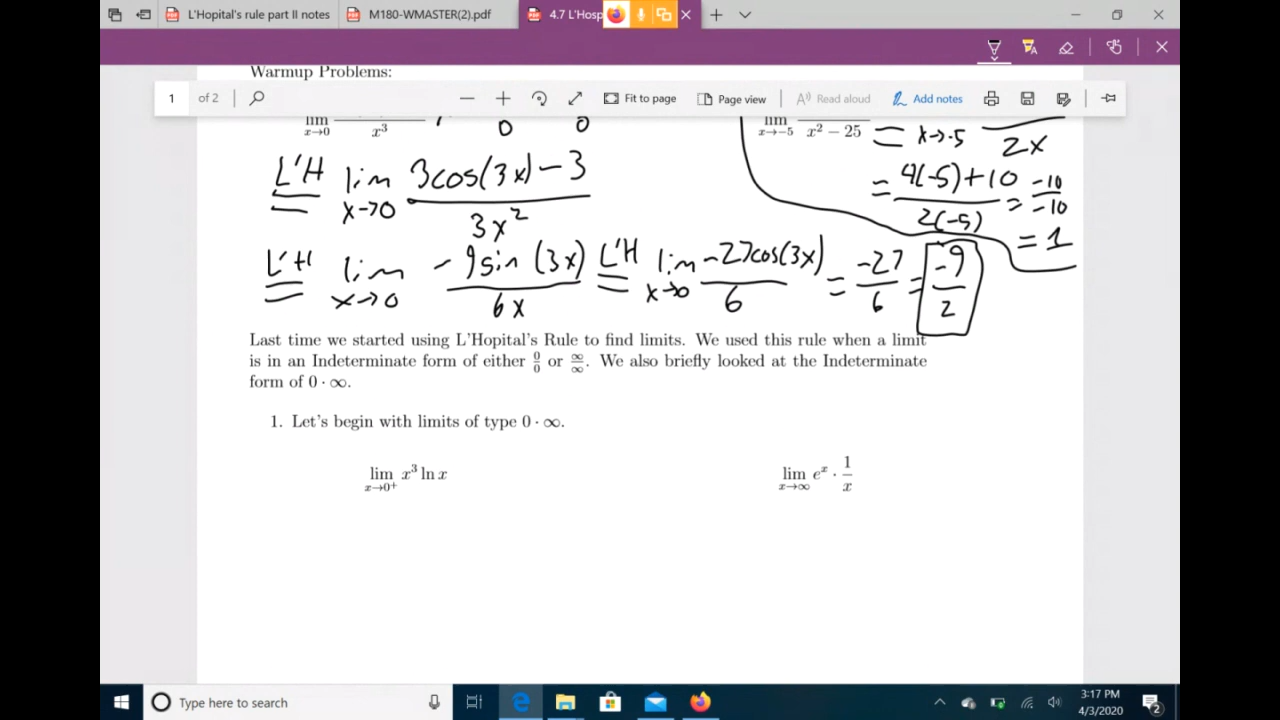 L'Hopital's rule part II notes
M180-WMASTER(2).pdf
4.7 L'Hosp
Warmup Problems:
1 of 2
Fit to page
Page view
Read aloud
Add notes
lim x→0
x³
0 0
lim x→-5
x² − 25
= x→-5 2x
L'H lim x→0 3cos(3x) − 3 / 3x²
= 4(-5)+10 / 2(-5) = -10/-10
= 1
L'H lim x→0 -9sin(3x) / 6x L'H lim x→0 -27cos(3x) / 6 = -27/6 = -9/2
Last time we started using L'Hopital's Rule to find limits. We used this rule when a limit
is in an Indeterminate form of either 0/0 or ∞/∞. We also briefly looked at the Indeterminate
form of 0 · ∞.
1. Let's begin with limits of type 0 · ∞.
lim x→0⁺ x³ ln x
lim x→∞ eˣ · 1/x
Type here to search
3:17 PM
4/3/2020
2